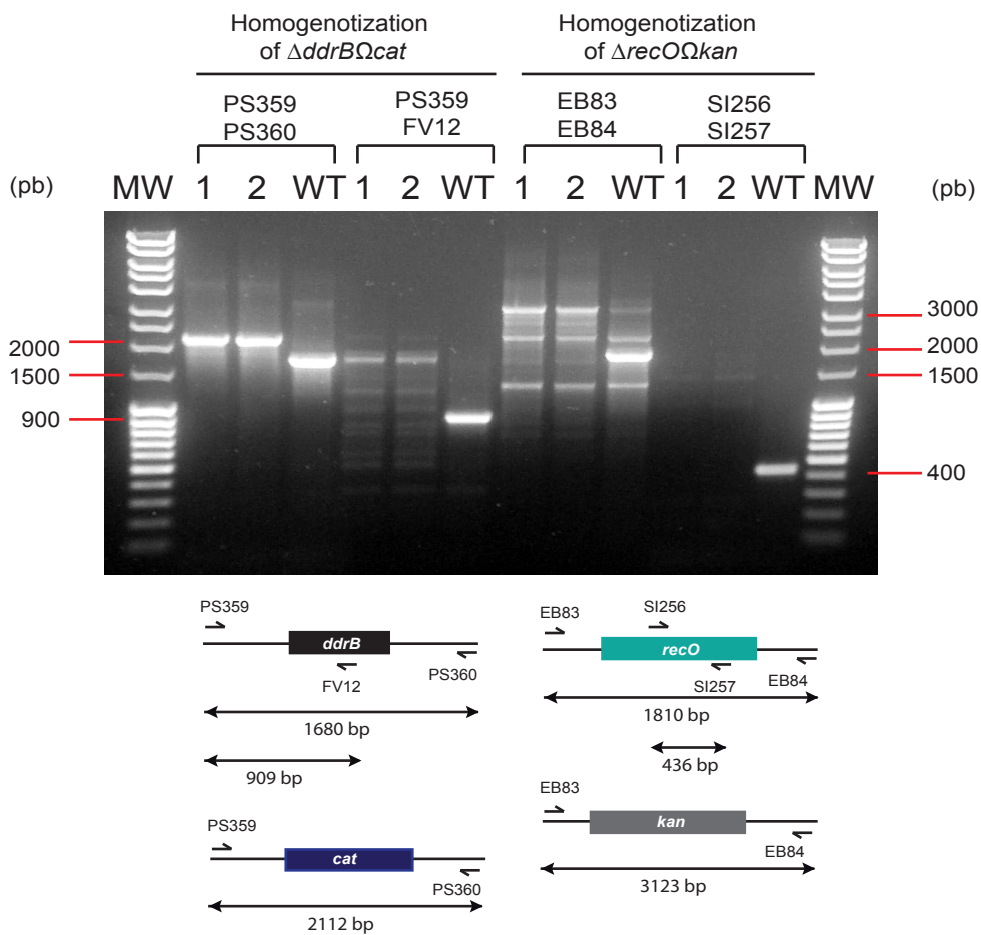 Homogenotization
of ΔddrBΩcat
Homogenotization
of ΔrecOΩkan
PS359
PS360
PS359
FV12
EB83
EB84
SI256
SI257
(pb) MW 1 2 WT 1 2 WT 1 2 WT 1 2 WT MW (pb)
2000
1500
900
3000
2000
1500
400
PS359
ddrB
FV12
PS360
1680 bp
909 bp
PS359
cat
PS360
2112 bp
EB83
SI256
recO
SI257
EB84
1810 bp
436 bp
EB83
kan
EB84
3123 bp